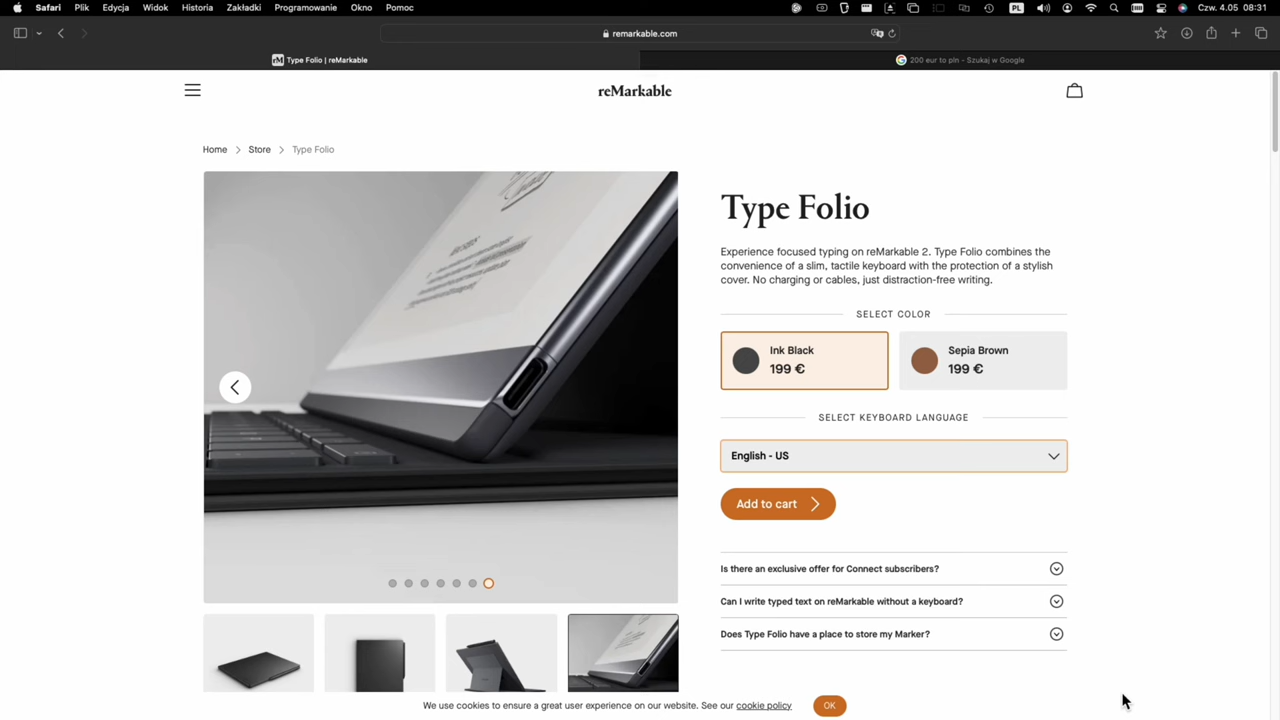 Safari Plik Edycja Widok Historia Zakładki Programowanie Okno Pomoc PL Czw. 4.05 08:31
remarkable.com
rM Type Folio | reMarkable
200 eur to pln - Szukaj w Google
reMarkable
Home Store Type Folio
Type Folio
Experience focused typing on reMarkable 2. Type Folio combines the
convenience of a slim, tactile keyboard with the protection of a stylish
cover. No charging or cables, just distraction-free writing.
SELECT COLOR
Ink Black
199 €
Sepia Brown
199 €
SELECT KEYBOARD LANGUAGE
English - US
Add to cart
Is there an exclusive offer for Connect subscribers?
Can I write typed text on reMarkable without a keyboard?
Does Type Folio have a place to store my Marker?
We use cookies to ensure a great user experience on our website. See our cookie policy
OK